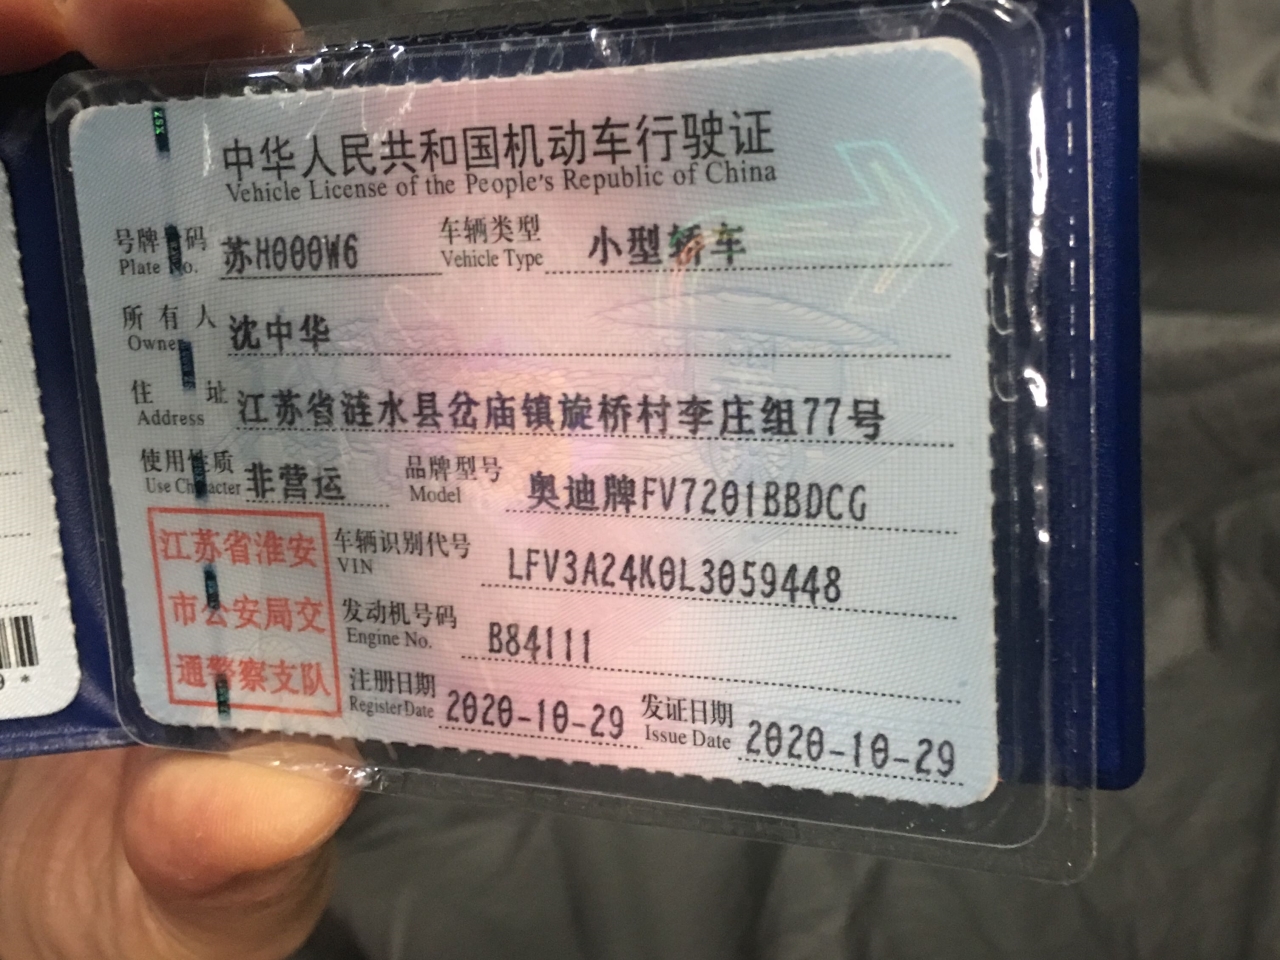 中华人民共和国机动车行驶证
Vehicle License of the People's Republic of China
号牌号码 苏H000W6 车辆类型 小型轿车
Plate No. Vehicle Type
所有人 沈中华
Owner
住址 江苏省涟水县岔庙镇旋桥村李庄组77号
Address
使用性质 非营运 品牌型号 奥迪牌FV7201BBDCG
Use Character Model
江苏省淮安
市公安局交
通警察支队
车辆识别代号 LFV3A24K0L3059448
VIN
发动机号码 B84111
Engine No.
注册日期 2020-10-29 发证日期 2020-10-29
Register Date Issue Date
9 *